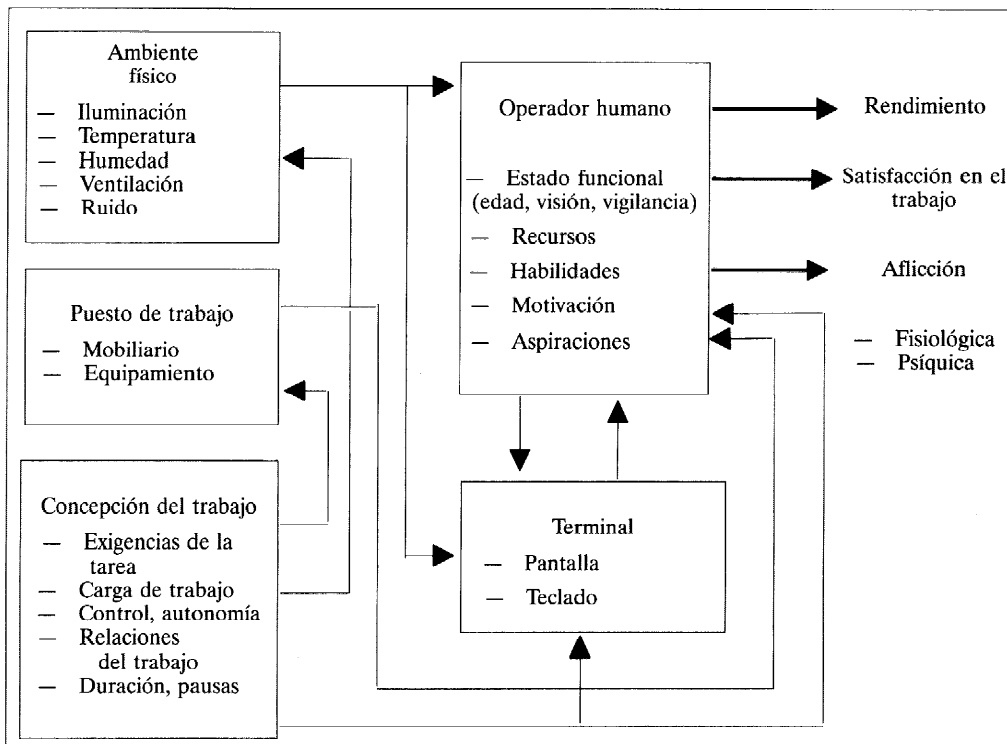 Ambiente
físico
— Iluminación
— Temperatura
— Humedad
— Ventilación
— Ruido
Puesto de trabajo
— Mobiliario
— Equipamiento
Concepción del trabajo
— Exigencias de la
tarea
— Carga de trabajo
— Control, autonomía
— Relaciones
del trabajo
— Duración, pausas
Operador humano
— Estado funcional
(edad, visión, vigilancia)
— Recursos
— Habilidades
— Motivación
— Aspiraciones
Terminal
— Pantalla
— Teclado
Rendimiento
Satisfacción en el
trabajo
Aflicción
— Fisiológica
— Psíquica